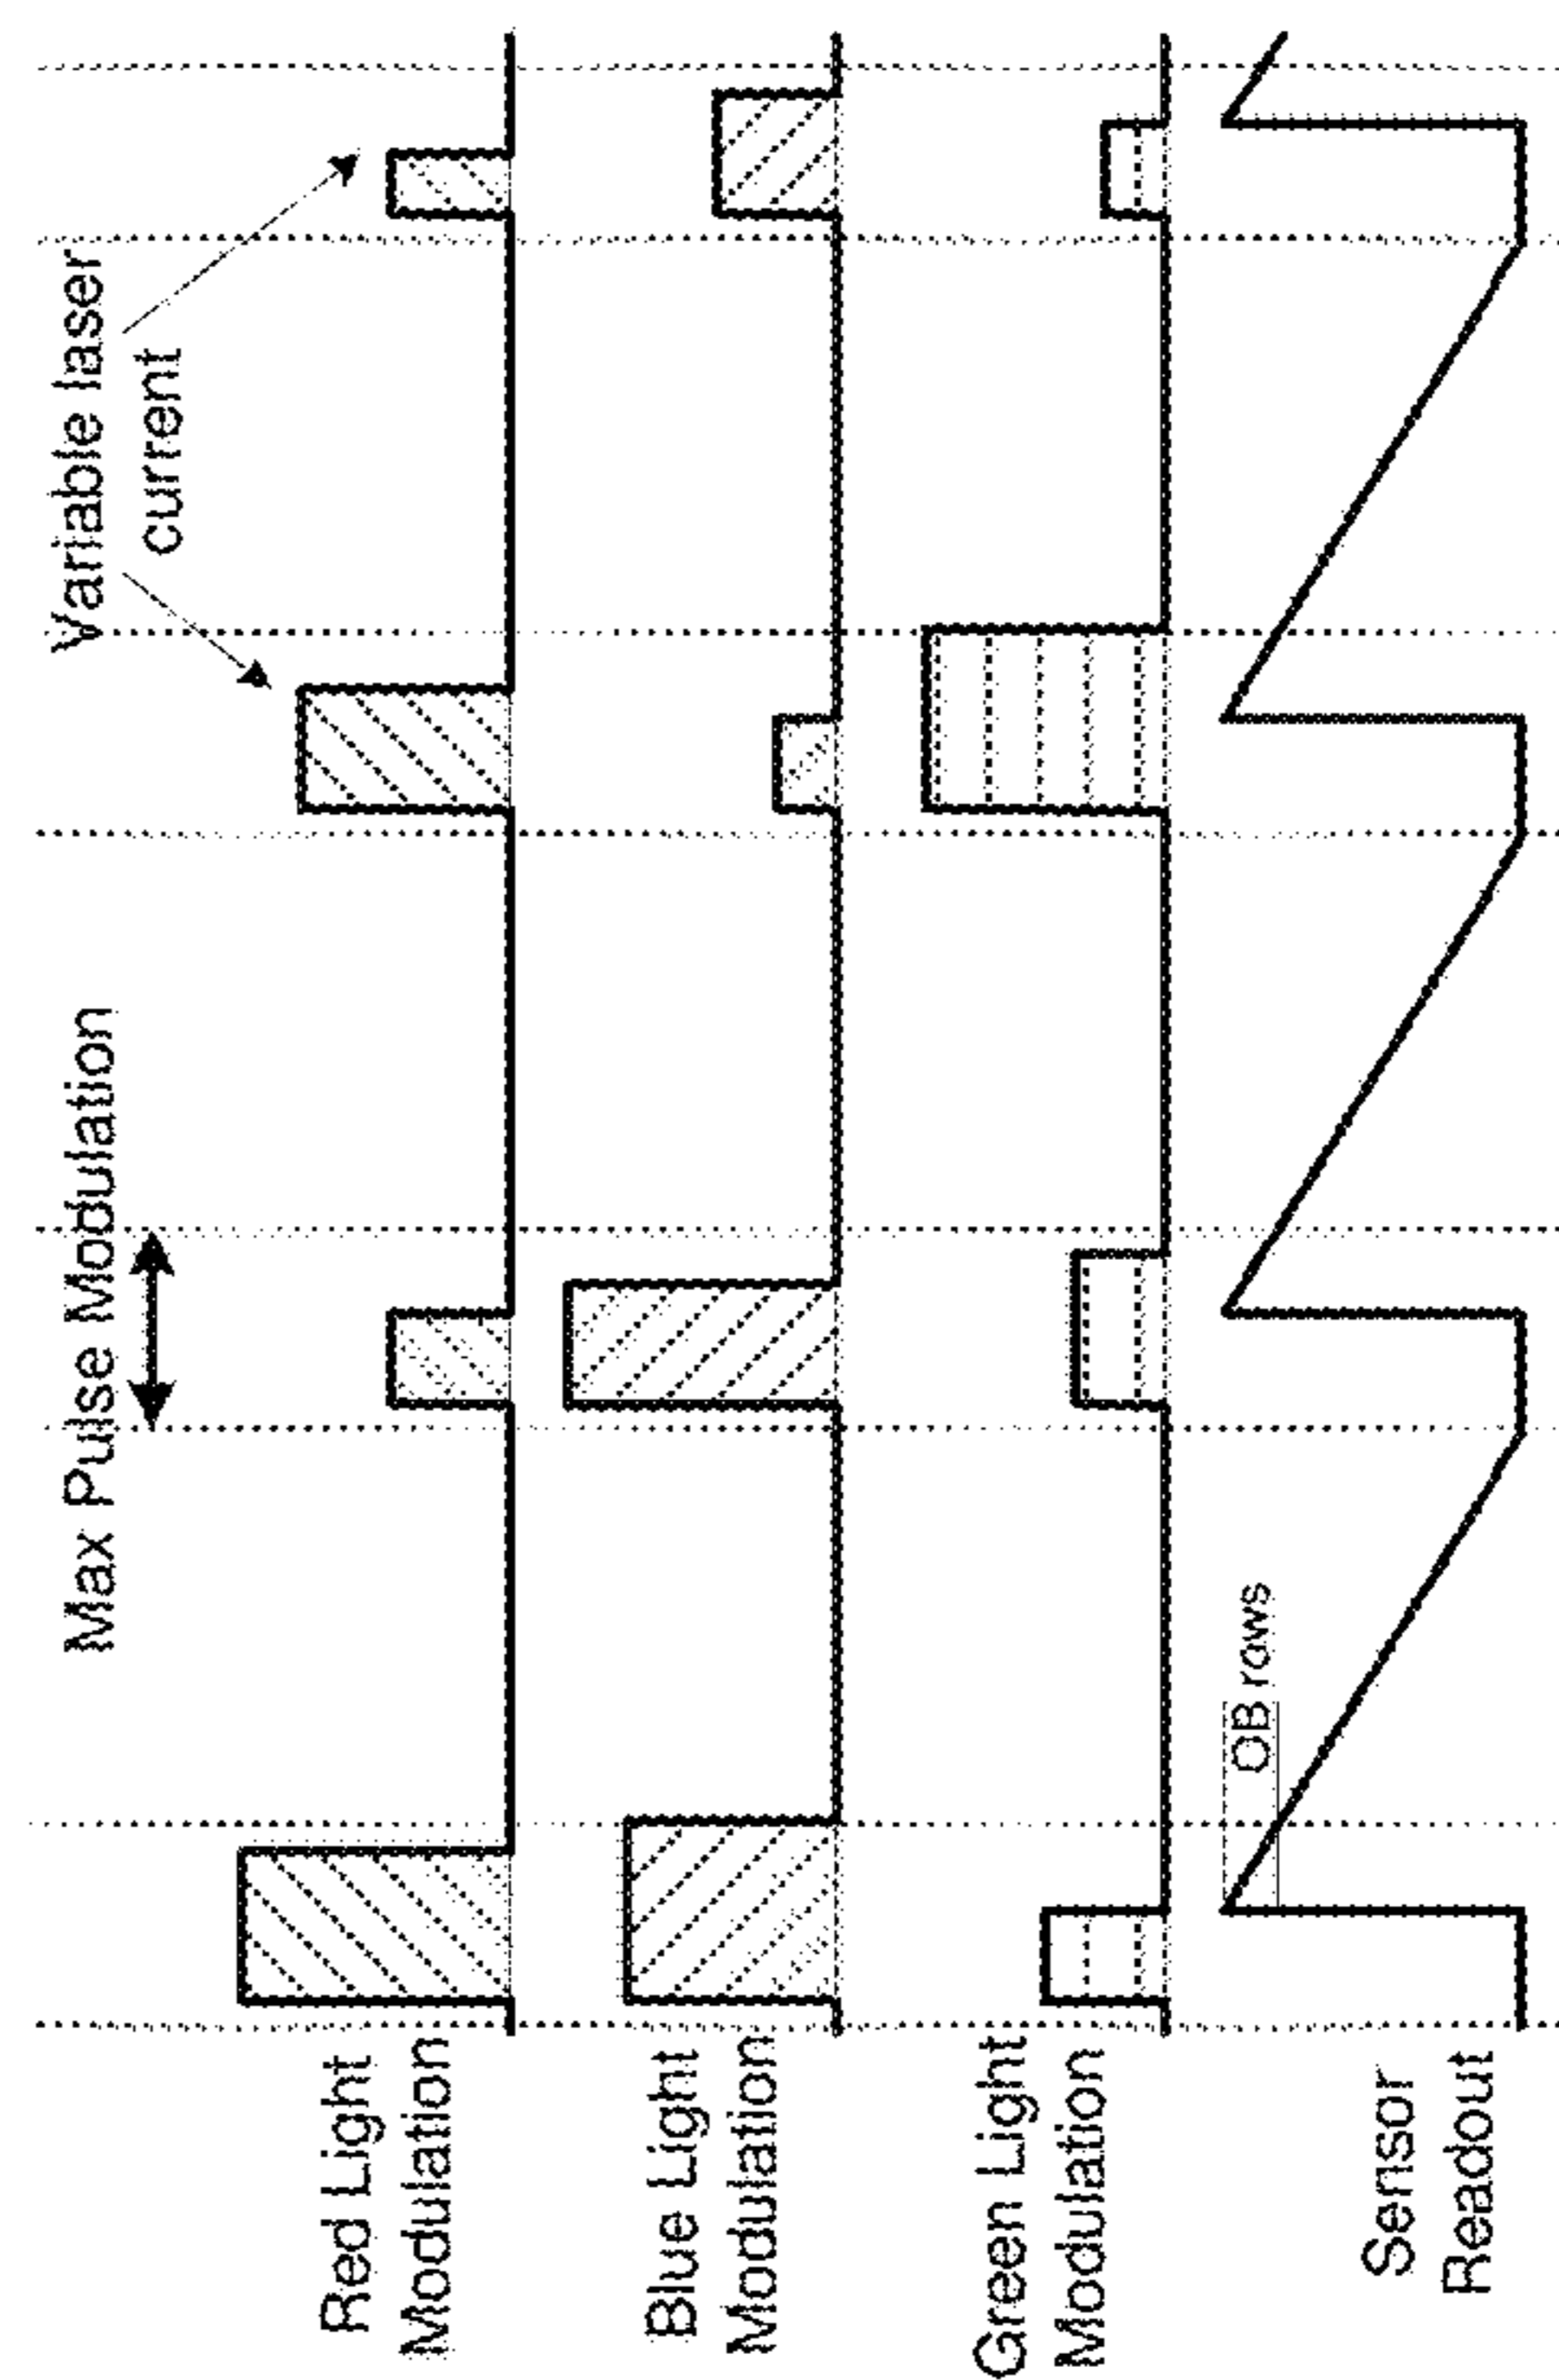 Max Pulse Modulation
Variable laser
current
Red Light
Modulation
Blue Light
Modulation
Green Light
Modulation
OB rows
Sensor
Readout